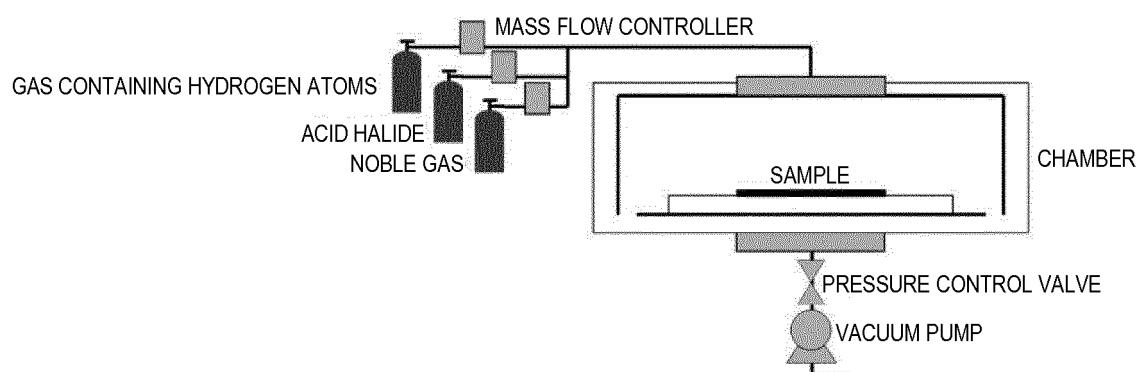 MASS FLOW CONTROLLER
GAS CONTAINING HYDROGEN ATOMS
ACID HALIDE
NOBLE GAS
SAMPLE
CHAMBER
PRESSURE CONTROL VALVE
VACUUM PUMP